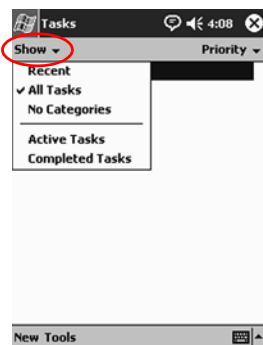 Tasks 4:08
Show Priority
Recent
All Tasks
No Categories
Active Tasks
Completed Tasks
New Tools